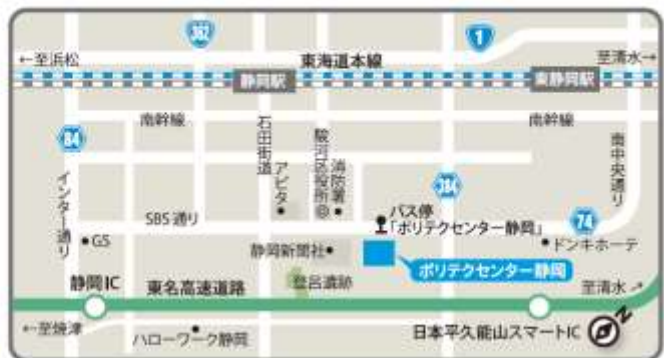 362
1
←至浜松
東海道本線
至清水→
静岡駅
東静岡駅
84
南幹線
石田街道
駿河区役所
消防署
南幹線
南中央通り
アピタ
インター通り
384
SBS通り
バス停
「ポリテクセンター静岡」
74
GS
静岡新聞社
ドンキホーテ
ポリテクセンター静岡
静岡IC
東名高速道路
登呂遺跡
至清水→
←至焼津
ハローワーク静岡
日本平久能山スマートIC
N